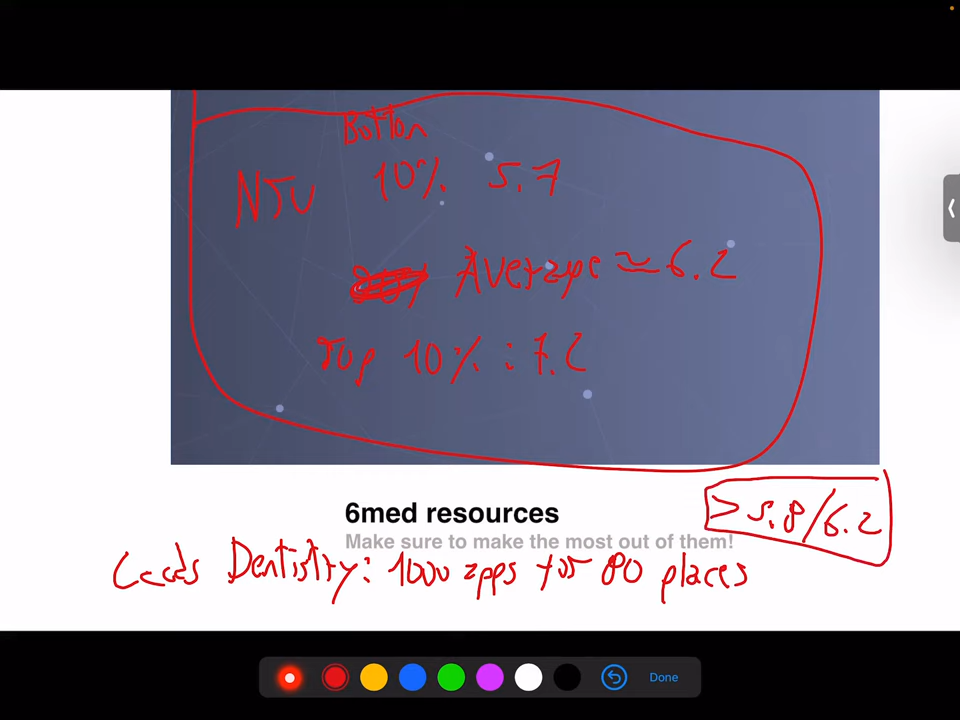 Bottom
NTU 10% 5.7
Average ≈ 6.2
Top 10% : 7.2
6med resources
> 5.8/6.2
Make sure to make the most out of them!
Leeds Dentistry: 1000 apps for 80 places
Done